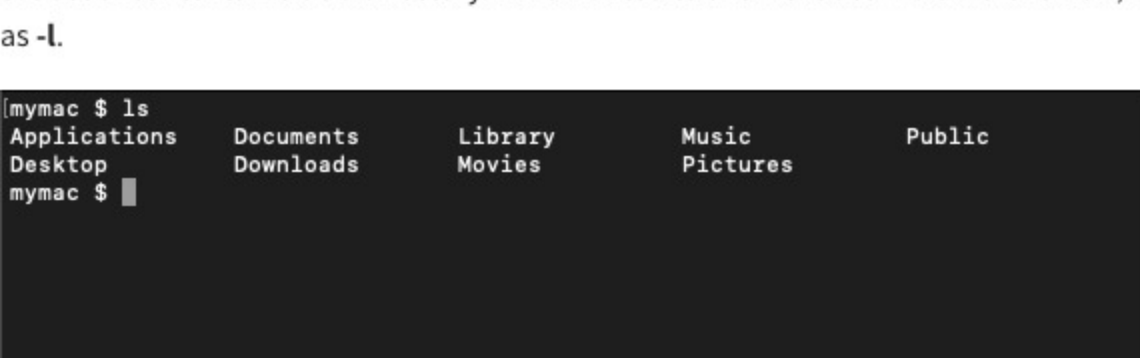 as -l.
[mymac $ ls
Applications Documents Library Music Public
Desktop Downloads Movies Pictures
mymac $